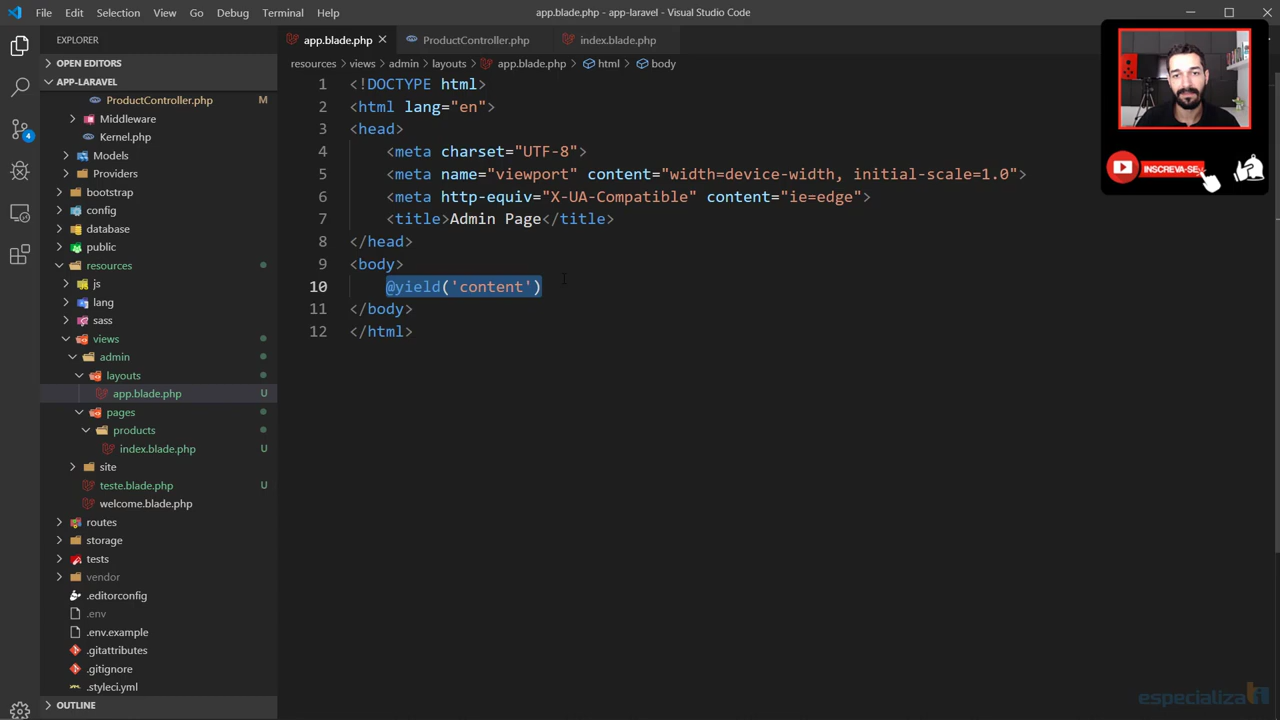 File Edit Selection View Go Debug Terminal Help
app.blade.php - app-laravel - Visual Studio Code
EXPLORER
OPEN EDITORS
APP-LARAVEL
ProductController.php M
Middleware
Kernel.php
Models
Providers
bootstrap
config
database
public
resources
js
lang
sass
views
admin
layouts
app.blade.php U
pages
products
index.blade.php U
site
teste.blade.php U
welcome.blade.php
routes
storage
tests
vendor
.editorconfig
.env
.env.example
.gitattributes
.gitignore
.styleci.yml
OUTLINE
4
app.blade.php ProductController.php index.blade.php
resources > views > admin > layouts > app.blade.php > html > body
1 <!DOCTYPE html>
2 <html lang="en">
3 <head>
4 <meta charset="UTF-8">
5 <meta name="viewport" content="width=device-width, initial-scale=1.0">
6 <meta http-equiv="X-UA-Compatible" content="ie=edge">
7 <title>Admin Page</title>
8 </head>
9 <body>
10 @yield('content')
11 </body>
12 </html>
INSCREVA-SE
especializati